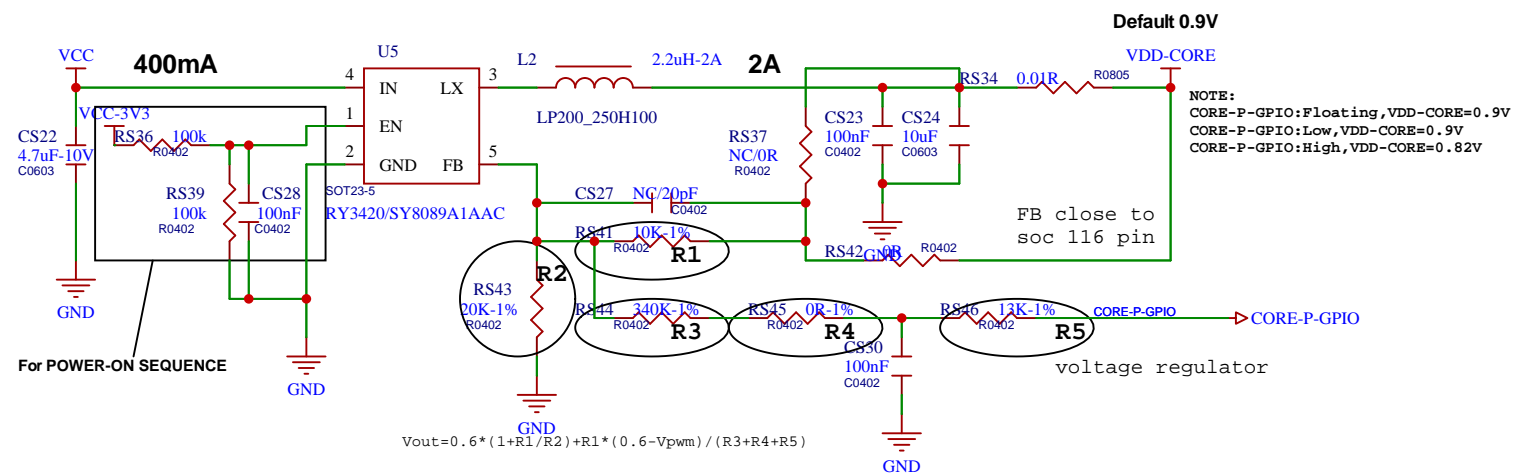 Default 0.9V
VCC
400mA
U5
L2
2.2uH-2A
2A
VDD-CORE
RS34
0.01R
R0805
4
IN
LX
3
LP200_250H100
NOTE:
CORE-P-GPIO:Floating,VDD-CORE=0.9V
CORE-P-GPIO:Low,VDD-CORE=0.9V
CORE-P-GPIO:High,VDD-CORE=0.82V
VCC-3V3
RS36
100k
R0402
1
EN
CS22
4.7uF-10V
C0603
2
GND
FB
5
SOT23-5
RY3420/SY8089A1AAC
RS37
NC/0R
R0402
CS23
100nF
C0402
CS24
10uF
C0603
RS39
100k
R0402
CS28
100nF
C0402
CS27
NC/20pF
C0402
GND
FB close to
soc 116 pin
RS41
10K-1%
R0402
R1
RS42
0R
R0402
R2
RS43
20K-1%
R0402
RS44
340K-1%
R0402
R3
RS45
0R-1%
R0402
R4
RS46
13K-1%
R0402
R5
CORE-P-GPIO
CORE-P-GPIO
GND
For POWER-ON SEQUENCE
GND
CS30
100nF
C0402
voltage regulator
GND
Vout=0.6*(1+R1/R2)+R1*(0.6-Vpwm)/(R3+R4+R5)
GND